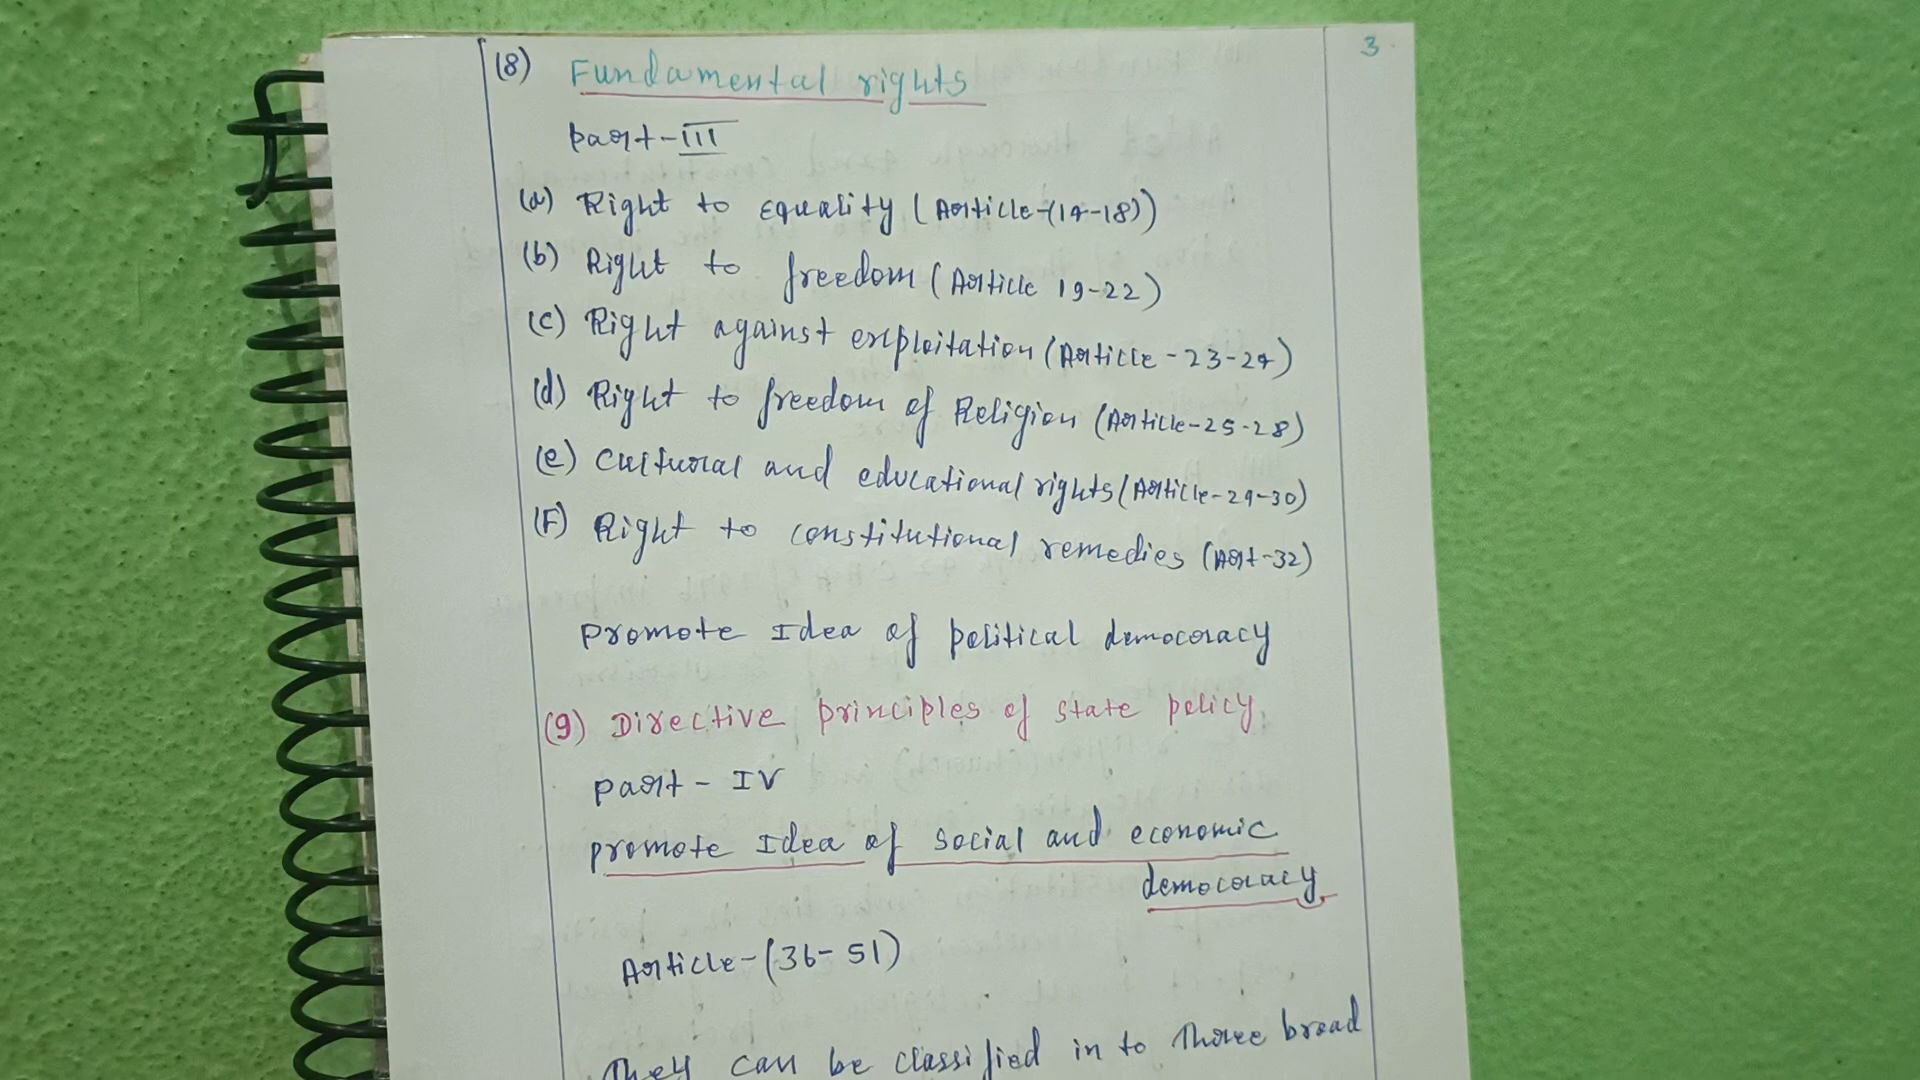 3
(8) Fundamental rights
part-III
(a) Right to equality (Article-(14-18))
(b) Right to freedom (Article 19-22)
(c) Right against exploitation (Article-23-24)
(d) Right to freedom of Religion (Article-25-28)
(e) Cultural and educational rights (Article-29-30)
(F) Right to constitutional remedies (Art-32)
promote Idea of political democracy
(9) Directive principles of state policy.
part-IV
promote Idea of social and economic
democracy.
Article-(36-51)
They can be classified in to three broad